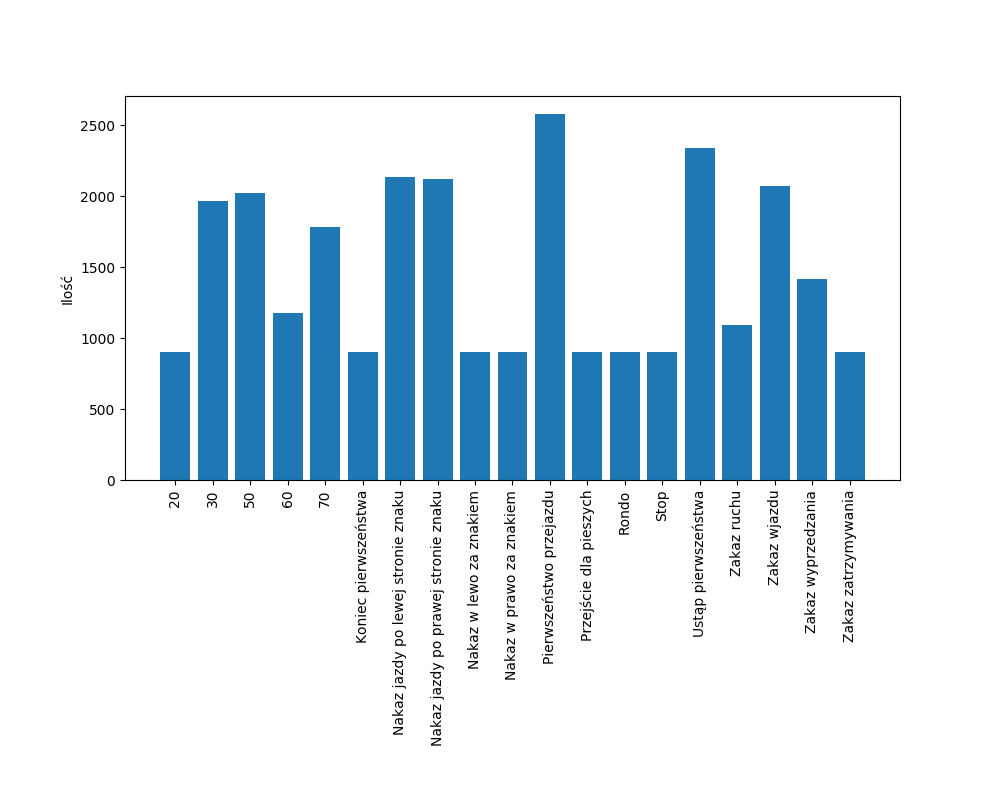 Ilość
2500
2000
1500
1000
500
0
20
30
50
60
70
Koniec pierwszeństwa
Nakaz jazdy po lewej stronie znaku
Nakaz jazdy po prawej stronie znaku
Nakaz w lewo za znakiem
Nakaz w prawo za znakiem
Pierwszeństwo przejazdu
Przejście dla pieszych
Rondo
Stop
Ustąp pierwszeństwa
Zakaz ruchu
Zakaz wjazdu
Zakaz wyprzedzania
Zakaz zatrzymywania